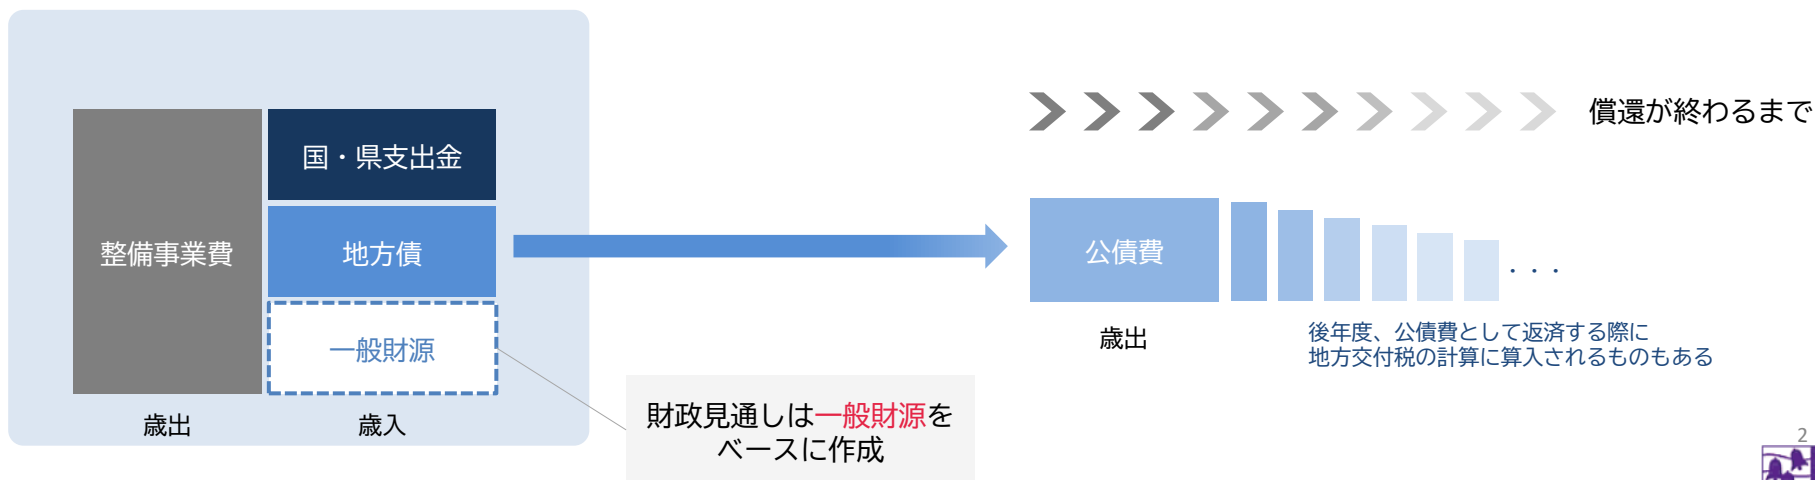 国・県支出金
整備事業費
地方債
一般財源
歳出
歳入
財政見通しは一般財源を
ベースに作成
償還が終わるまで
公債費
・・・
歳出
後年度、公債費として返済する際に
地方交付税の計算に算入されるものもある
2